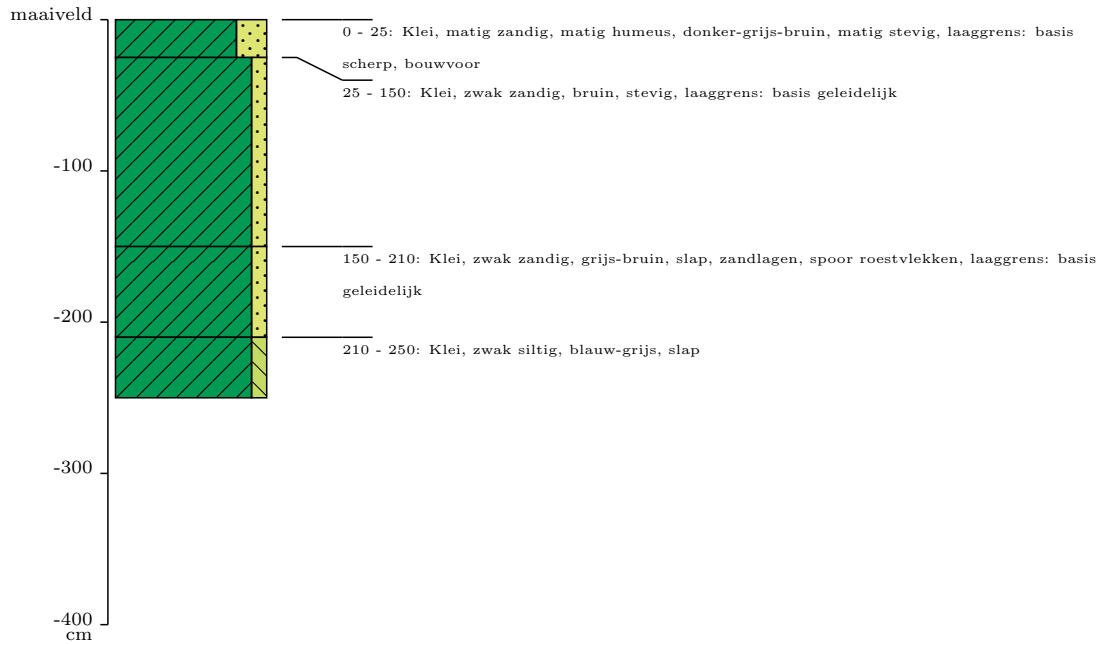 maaiveld
0 - 25: Klei, matig zandig, matig humeus, donker-grijs-bruin, matig stevig, laaggrens: basis
scherp, bouwvoor
25 - 150: Klei, zwak zandig, bruin, stevig, laaggrens: basis geleidelijk
-100
150 - 210: Klei, zwak zandig, grijs-bruin, slap, zandlagen, spoor roestvlekken, laaggrens: basis
geleidelijk
-200
210 - 250: Klei, zwak siltig, blauw-grijs, slap
-300
-400
cm